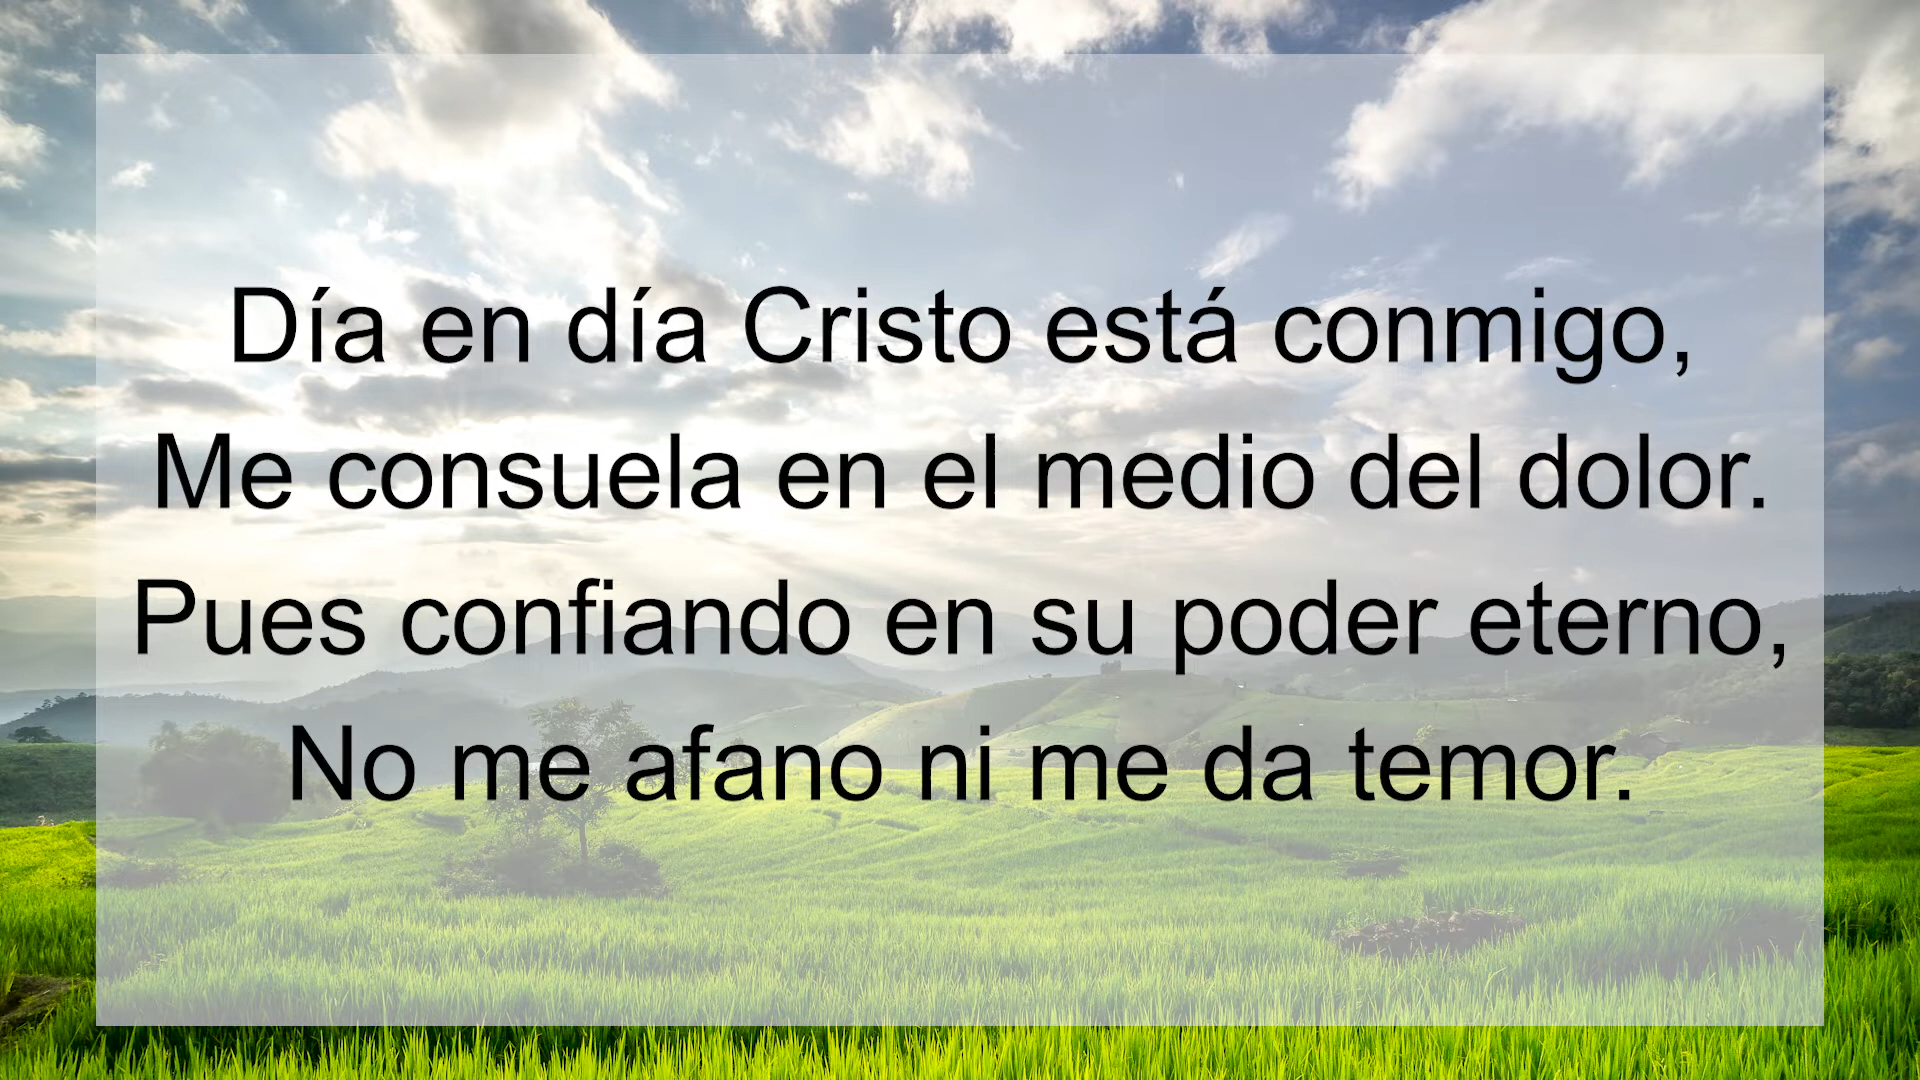 Día en día Cristo está conmigo,
Me consuela en el medio del dolor.
Pues confiando en su poder eterno,
No me afano ni me da temor.